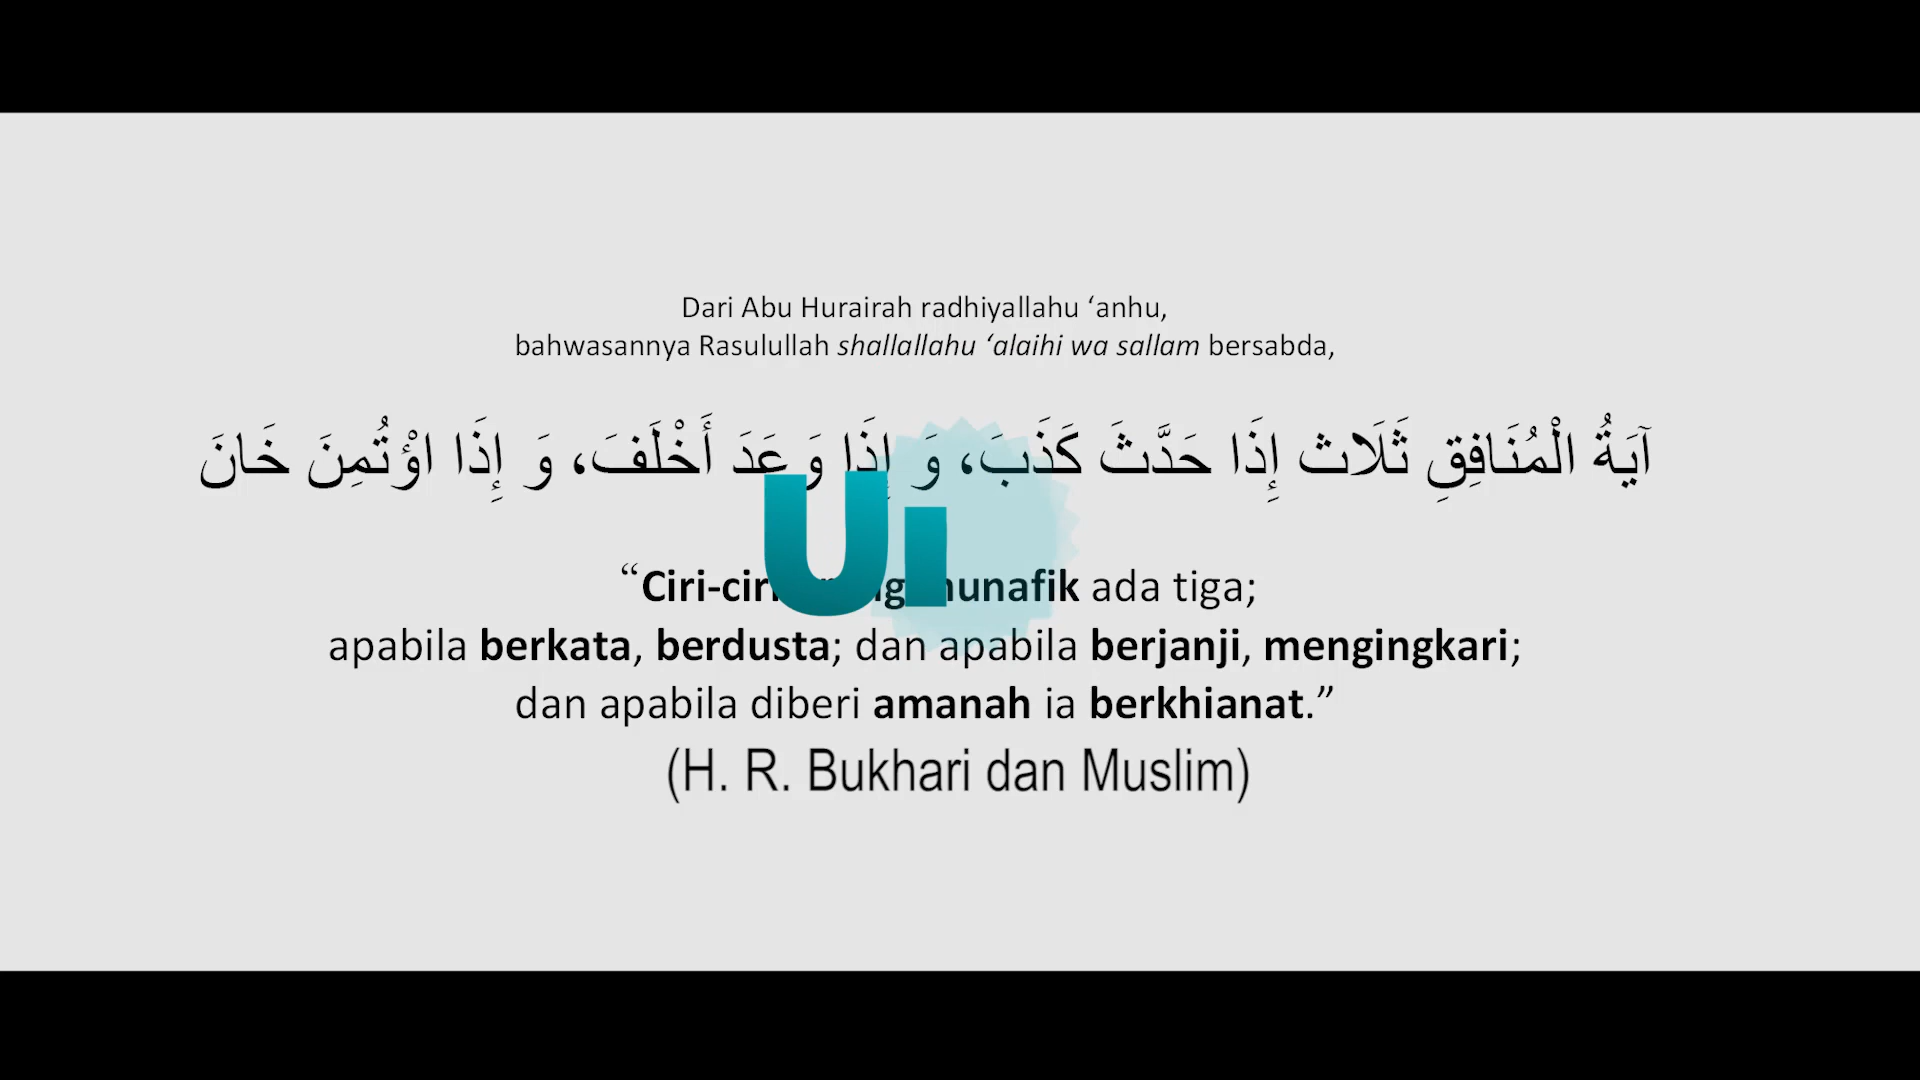 Dari Abu Hurairah radhiyallahu ‘anhu,
bahwasannya Rasulullah shallallahu ‘alaihi wa sallam bersabda,
آيَةُ الْمُنَافِقِ ثَلَاث إِذَا حَدَّثَ كَذَبَ، وَ إِذَا وَعَدَ أَخْلَفَ، وَ إِذَا اؤْتُمِنَ خَانَ
Ui
“Ciri-ciri munafik ada tiga;
apabila berkata, berdusta; dan apabila berjanji, mengingkari;
dan apabila diberi amanah ia berkhianat.”
(H. R. Bukhari dan Muslim)